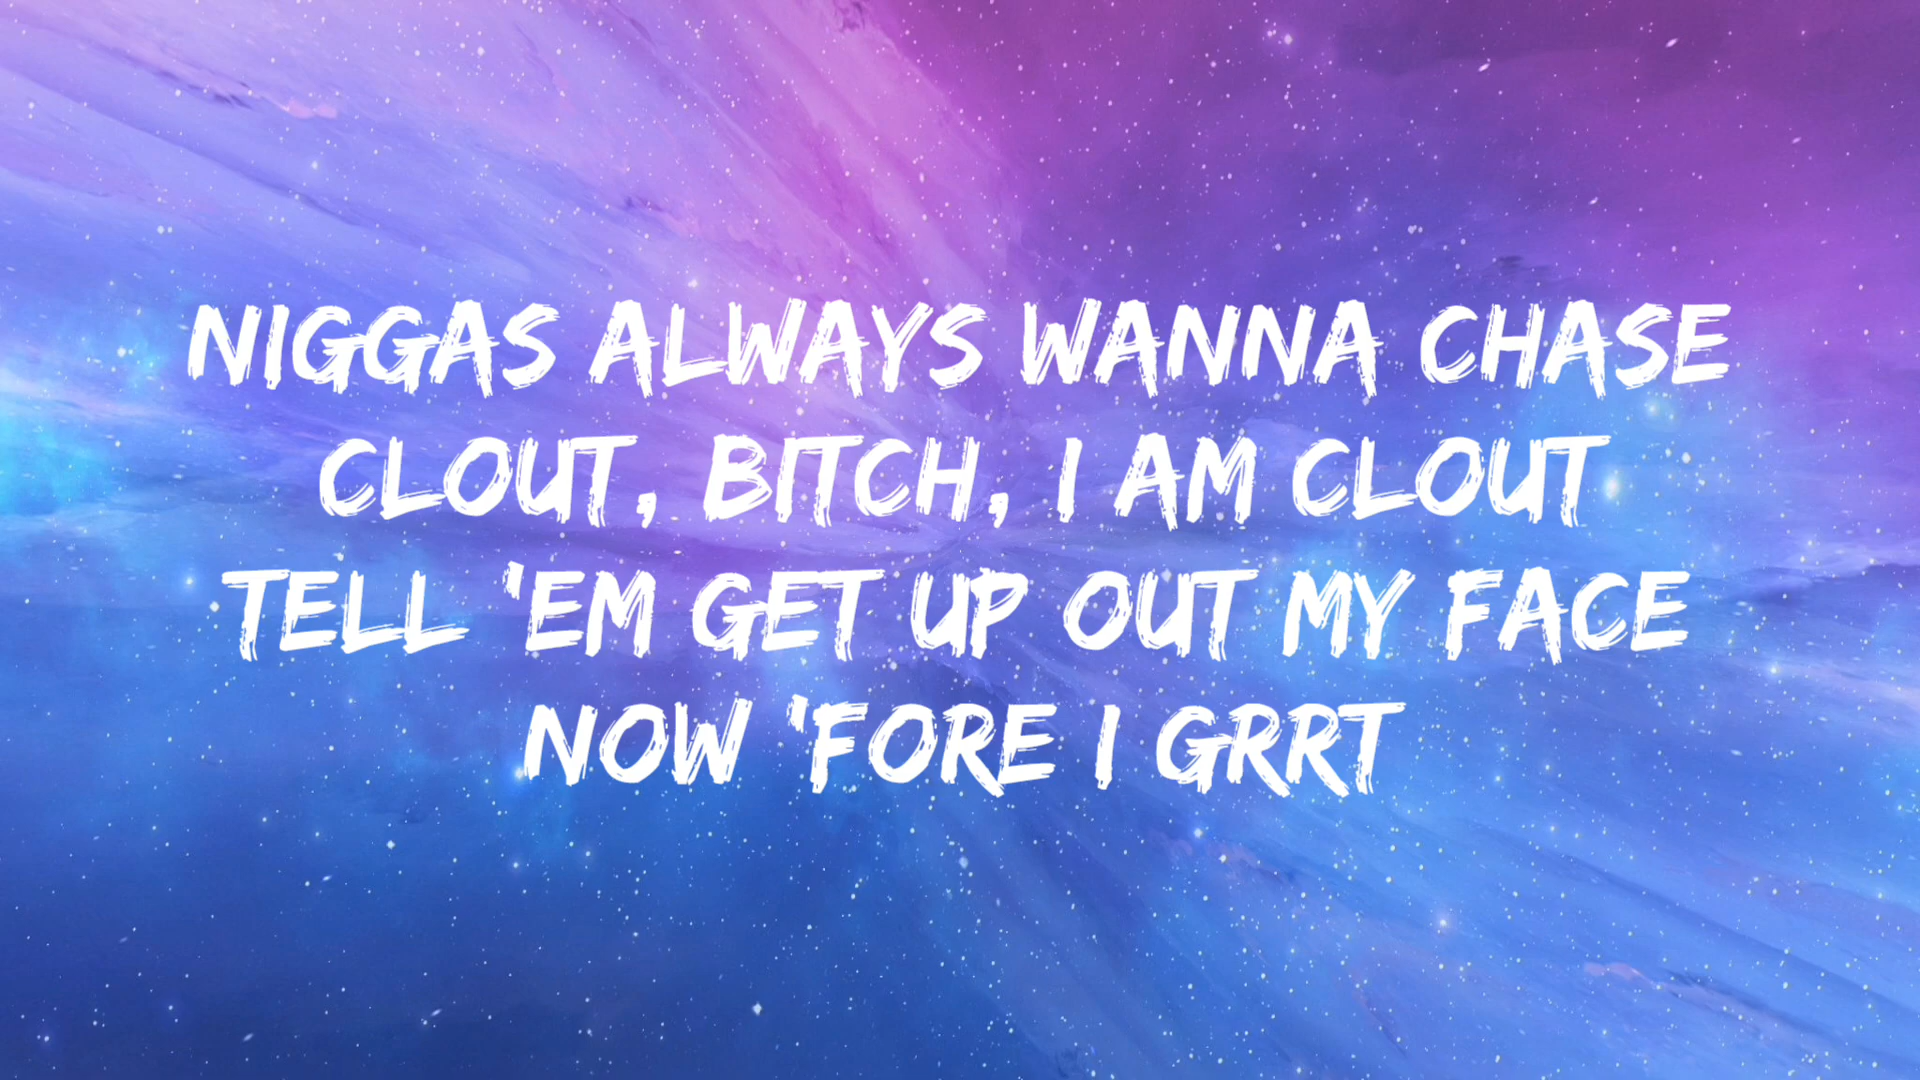 NIGGAS ALWAYS WANNA CHASE
CLOUT, BITCH, I AM CLOUT
TELL 'EM GET UP OUT MY FACE
NOW 'FORE I GRRT